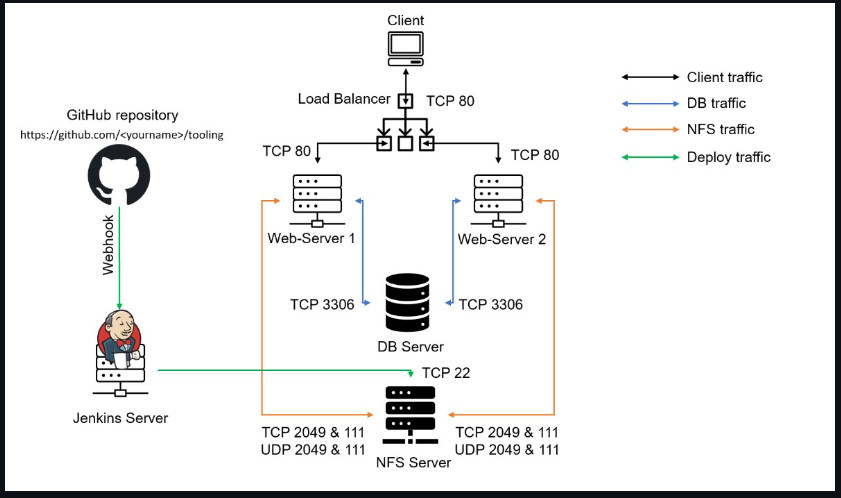 Client
Load Balancer
TCP 80
Client traffic
DB traffic
NFS traffic
Deploy traffic
GitHub repository
https://github.com/<yourname>/tooling
TCP 80
TCP 80
Webhook
Web-Server 1
Web-Server 2
TCP 3306
TCP 3306
DB Server
TCP 22
Jenkins Server
TCP 2049 & 111
UDP 2049 & 111
TCP 2049 & 111
UDP 2049 & 111
NFS Server